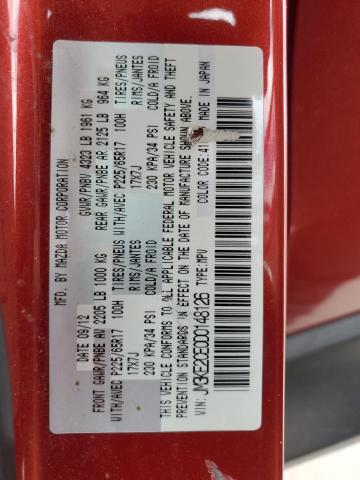 MFD. BY MAZDA MOTOR CORPORATION
DATE 09/12 GVWR/PNBV 4323 LB 1961 KG
FRONT GAWR/PNBE AV 2205 LB 1000 KG REAR GAWR/PNBE AR 2125 LB 964 KG
WITH/AVEC P225/65R17 100H TIRES/PNEUS WITH/AVEC P225/65R17 100H TIRES/PNEUS
17X7J RIMS/JANTES 17X7J RIMS/JANTES
230 KPA/34 PSI COLD/A FROID 230 KPA/34 PSI COLD/A FROID
THIS VEHICLE CONFORMS TO ALL APPLICABLE FEDERAL MOTOR VEHICLE SAFETY AND THEFT
PREVENTION STANDARDS IN EFFECT ON THE DATE OF MANUFACTURE SHOWN ABOVE.
VIN: JM3KE2DE0D0148126 TYPE: MPV COLOR CODE: 41 MADE IN JAPAN